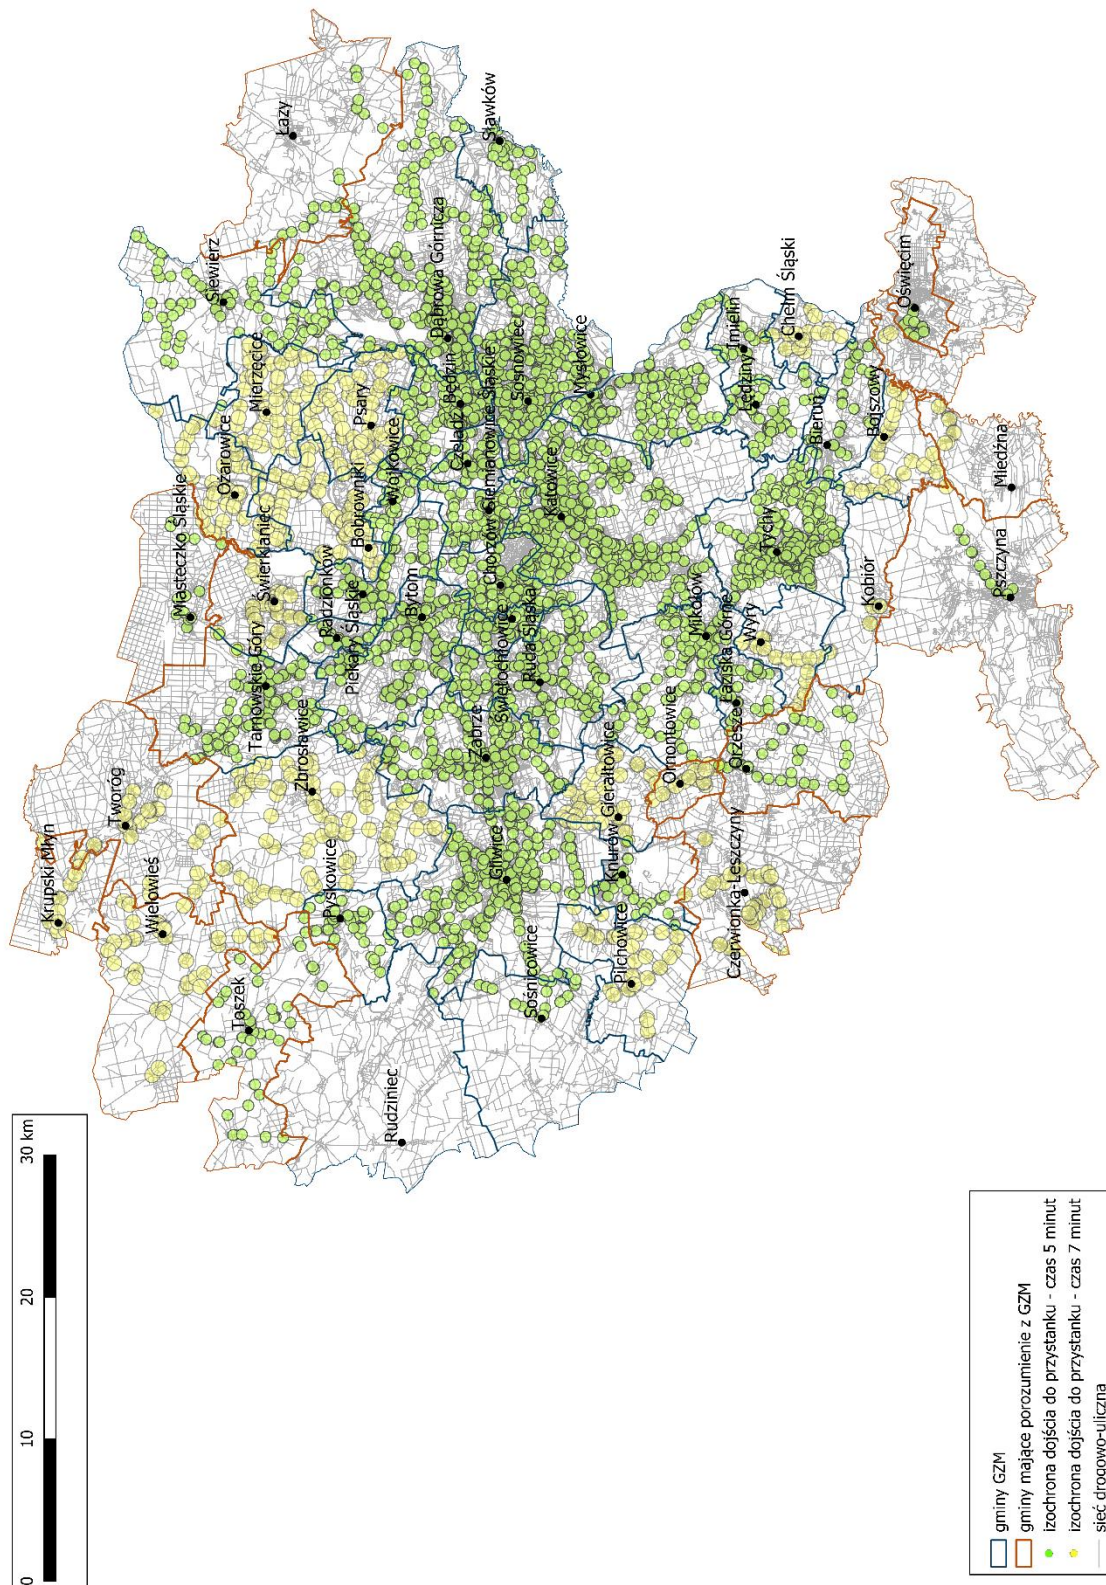 0
10
20
30 km
Krupski Młyn
Tworóg
Wielowieś
Toszek
Rudziniec
Pyskowice
Zbrosławice
Tarnowskie Góry
Miasteczko Śląskie
Świerklaniec
Ożarowice
Mierzęcice
Siewierz
Łazy
Radzionków
Piekary Śląskie
Bobrowniki
Wojkowice
Psary
Bytom
Dąbrowa Górnicza
Będzin
Czeladź
Siemianowice Śląskie
Sosnowiec
Sławków
Gliwice
Zabrze
Świętochłowice
Chorzów
Ruda Śląska
Katowice
Mysłowice
Sośnicowice
Pilchowice
Knurów
Gierałtowice
Ornontowice
Mikołów
Łaziska Górne
Orzesze
Wyry
Tychy
Lędziny
Imielin
Chełm Śląski
Bieruń
Bojszowy
Oświęcim
Czerwionka-Leszczyny
Kobiór
Pszczyna
Miedźna
gminy GZM
gminy mające porozumienie z GZM
izochrona dojścia do przystanku - czas 5 minut
izochrona dojścia do przystanku - czas 7 minut
sieć drogowo-uliczna